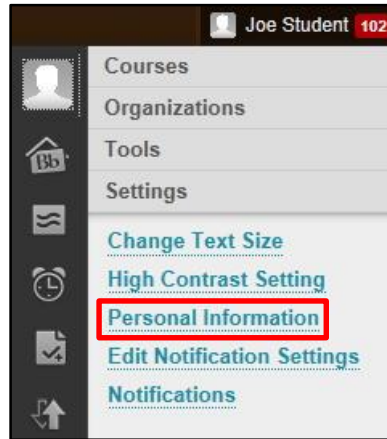 Joe Student 102
Courses
Organizations
Bb
Tools
Settings
Change Text Size
High Contrast Setting
Personal Information
Edit Notification Settings
Notifications